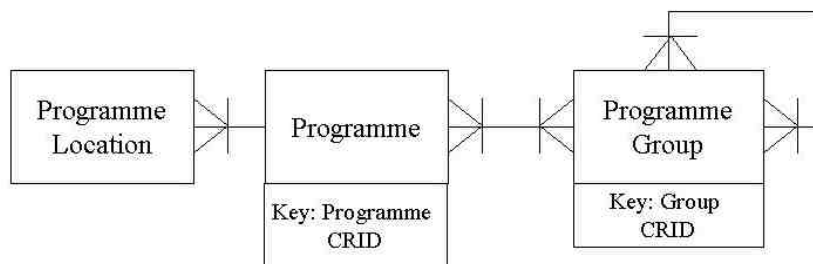 Programme
Location
Programme
Key: Programme
CRID
Programme
Group
Key: Group
CRID